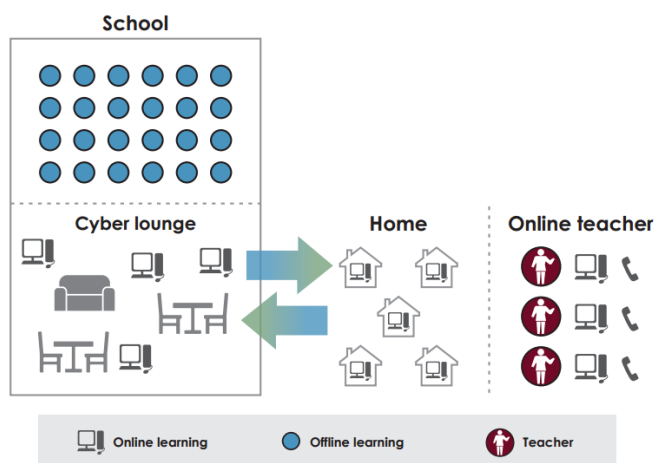 School
Cyber lounge
Home
Online teacher
Online learning
Offline learning
Teacher